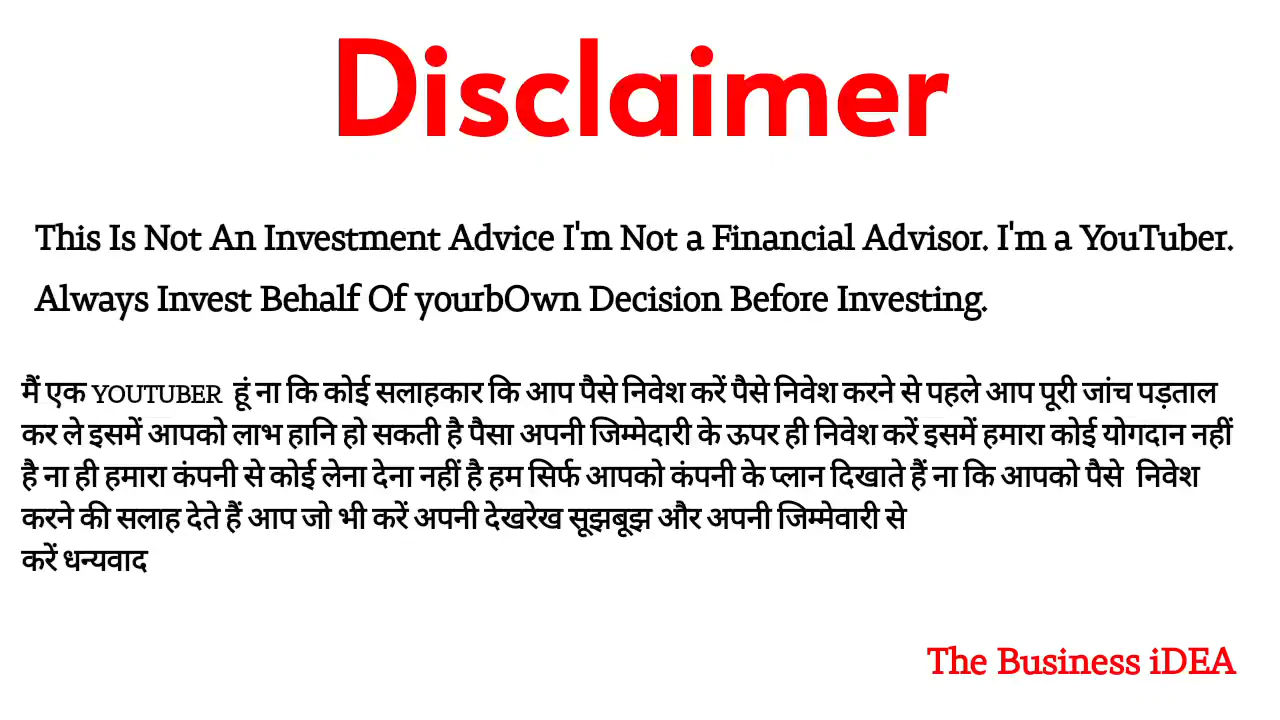 Disclaimer
This Is Not An Investment Advice I'm Not a Financial Advisor. I'm a YouTuber.
Always Invest Behalf Of yourbOwn Decision Before Investing.
मैं एक YOUTUBER हूं ना कि कोई सलाहकार कि आप पैसे निवेश करें पैसे निवेश करने से पहले आप पूरी जांच पड़ताल
कर ले इसमें आपको लाभ हानि हो सकती है पैसा अपनी जिम्मेदारी के ऊपर ही निवेश करें इसमें हमारा कोई योगदान नहीं
है ना ही हमारा कंपनी से कोई लेना देना नहीं है हम सिर्फ आपको कंपनी के प्लान दिखाते हैं ना कि आपको पैसे निवेश
करने की सलाह देते हैं आप जो भी करें अपनी देखरेख सूझबूझ और अपनी जिम्मेवारी से
करें धन्यवाद
The Business iDEA